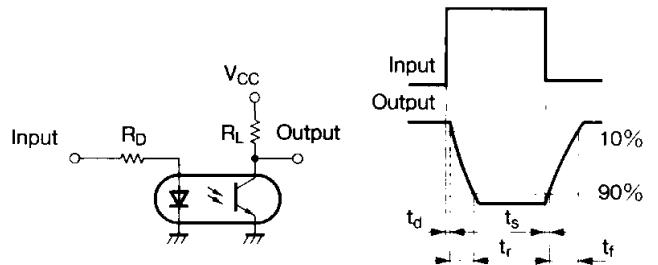 V_CC
Input
R_D
R_L
Output
Input
Output
10%
90%
t_d
t_s
t_r
t_f